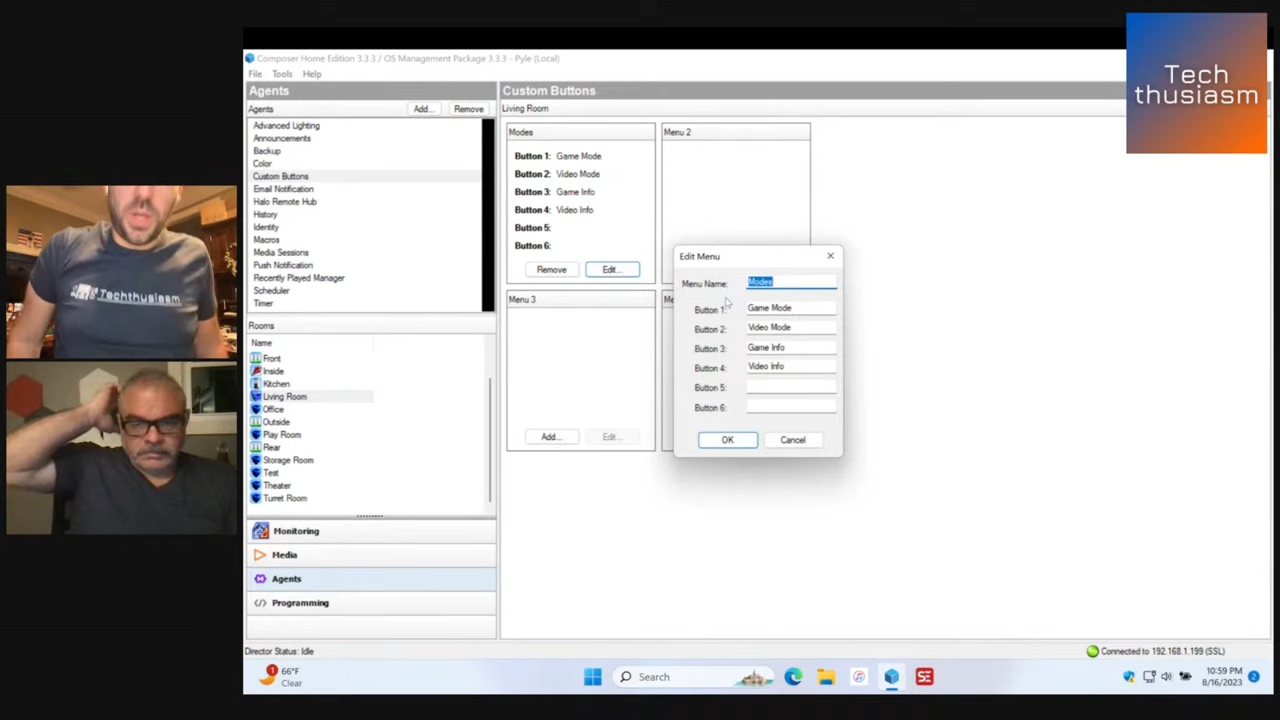 Tech
thusiasm
Techthusiasm
Composer Home Edition 3.3.3 / OS Management Package 3.3.3 - Pyle (Local)
File Tools Help
Agents
Agents Add... Remove
Advanced Lighting
Announcements
Backup
Color
Custom Buttons
Email Notification
Halo Remote Hub
History
Identity
Macros
Media Sessions
Push Notification
Recently Played Manager
Scheduler
Timer
Rooms
Name
Front
Inside
Kitchen
Living Room
Office
Outside
Play Room
Rear
Storage Room
Test
Theater
Turret Room
Monitoring
Media
Agents
Programming
Custom Buttons
Living Room
Modes
Button 1: Game Mode
Button 2: Video Mode
Button 3: Game Info
Button 4: Video Info
Button 5:
Button 6:
Remove Edit...
Menu 2
Menu 3
Add... Edit...
Edit Menu
Menu Name: Modes
Button 1: Game Mode
Button 2: Video Mode
Button 3: Game Info
Button 4: Video Info
Button 5:
Button 6:
OK Cancel
Director Status: Idle
Connected to 192.168.1.199 (SSL)
1
66°F
Clear
Search
SE
10:59 PM
8/16/2023
2